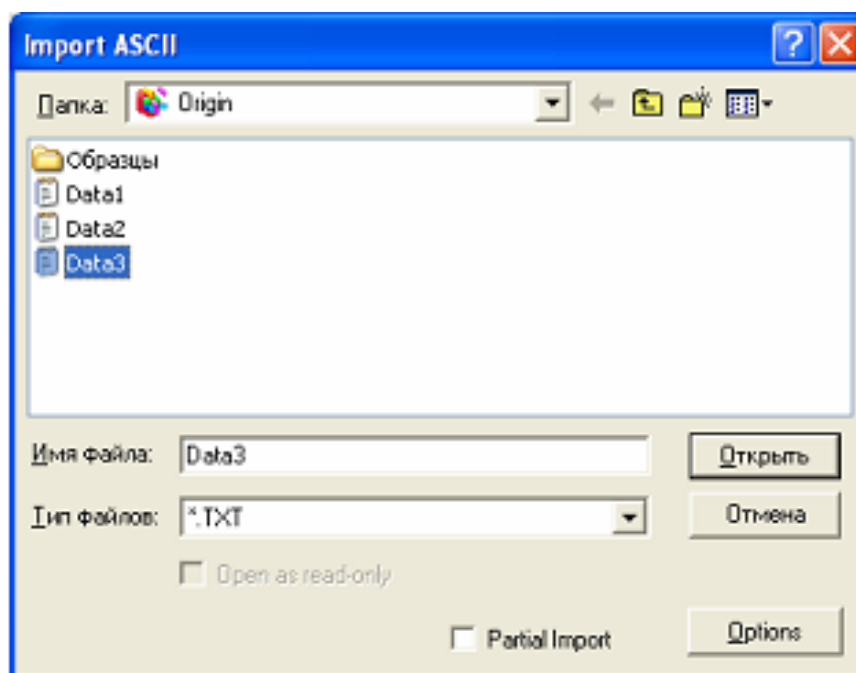 Import ASCII
Папка: Origin
Образцы
Data1
Data2
Data3
Имя файла: Data3 Открыть
Тип файлов: *.TXT Отмена
Open as read-only
Partial Import Options